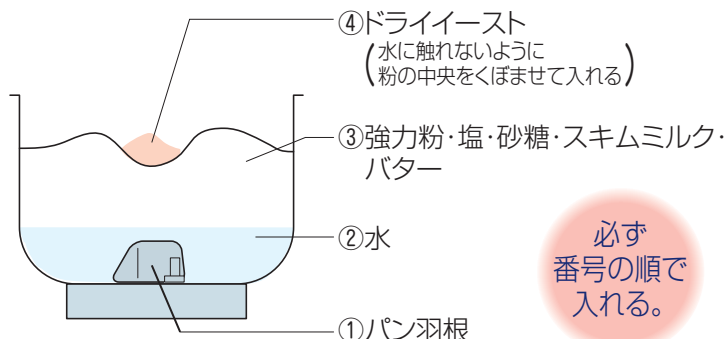 ④ドライイースト
(水に触れないように
粉の中央をくぼませて入れる)
③強力粉・塩・砂糖・スキムミルク・
バター
②水
必ず
番号の順で
入れる。
①パン羽根